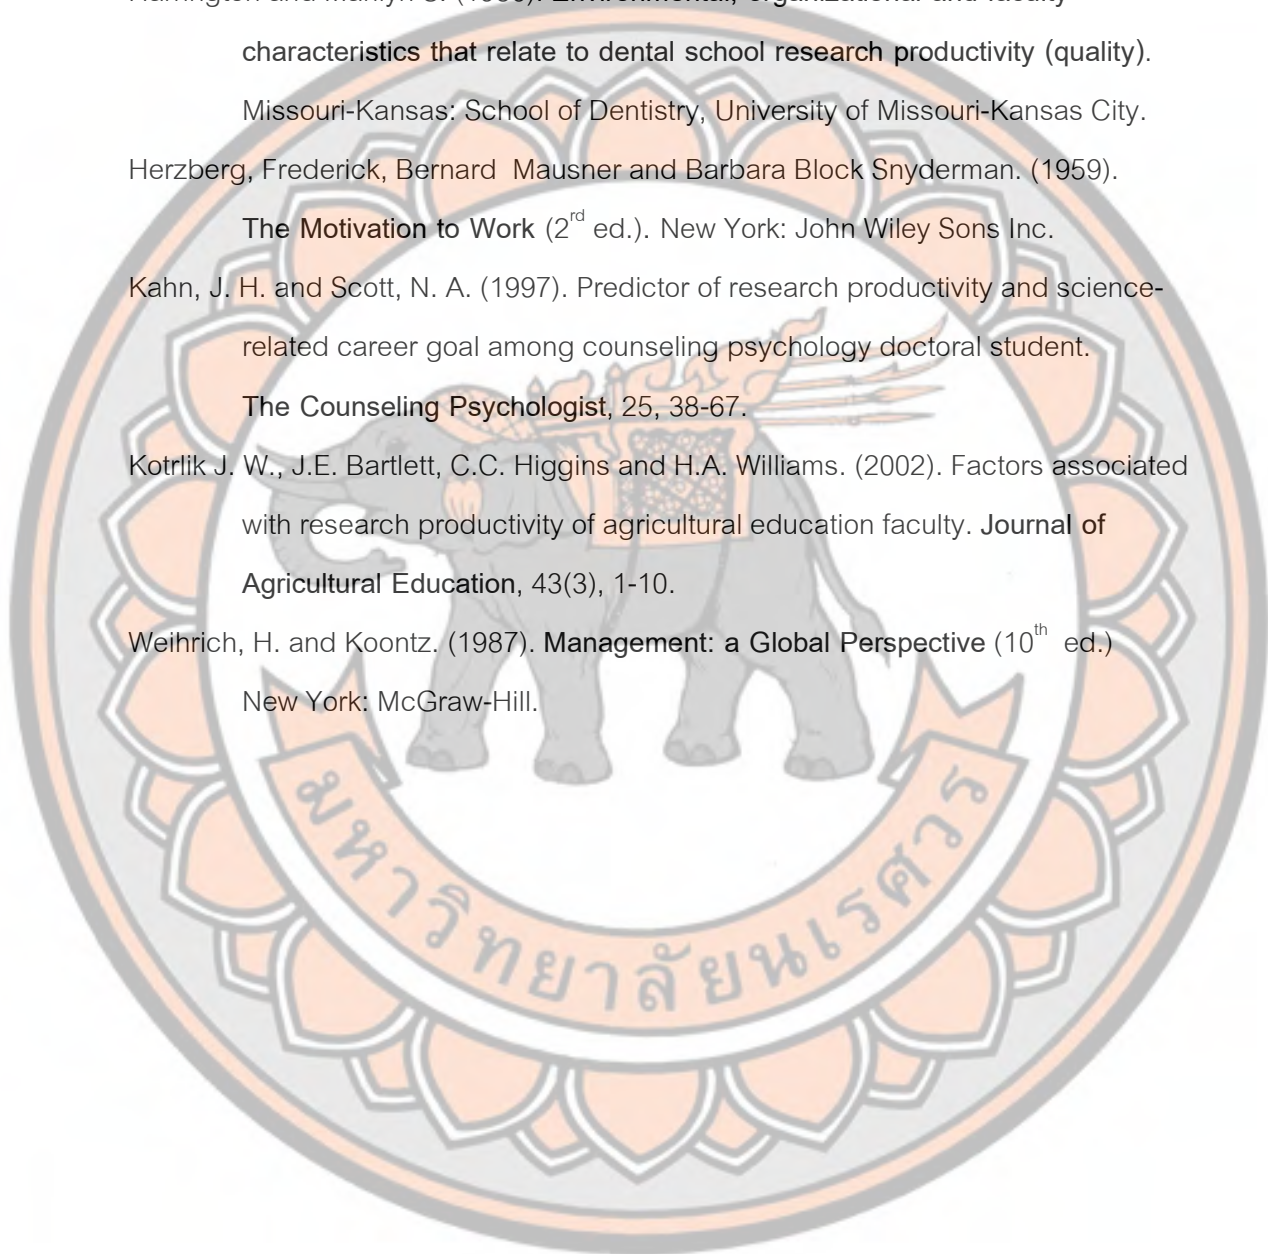 characteristics that relate to dental school research productivity (quality).
Missouri-Kansas: School of Dentistry, University of Missouri-Kansas City.
Herzberg, Frederick, Bernard Mausner and Barbara Block Snyderman. (1959).
The Motivation to Work (2rd ed.). New York: John Wiley Sons Inc.
Kahn, J. H. and Scott, N. A. (1997). Predictor of research productivity and science-
related career goal among counseling psychology doctoral student.
The Counseling Psychologist, 25, 38-67.
Kotrlik J. W., J.E. Bartlett, C.C. Higgins and H.A. Williams. (2002). Factors associated
with research productivity of agricultural education faculty. Journal of
Agricultural Education, 43(3), 1-10.
Weihrich, H. and Koontz. (1987). Management: a Global Perspective (10th ed.)
New York: McGraw-Hill.
มหาวิทยาลัยนเรศวร